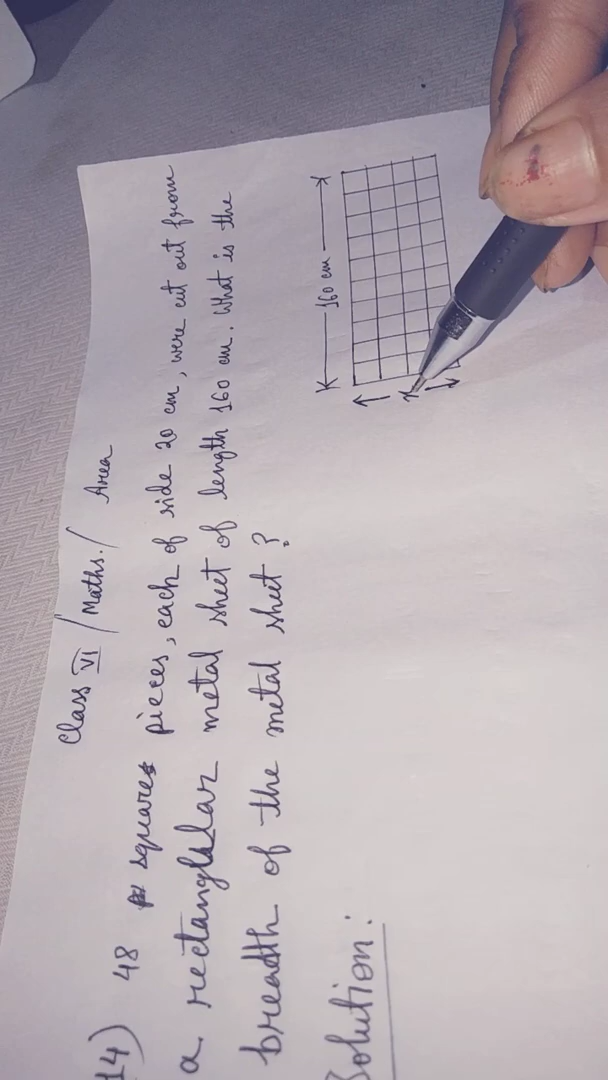 Class VI / Maths. / Area
14) 48 squares pieces, each of side 20 cm, were cut out from
a rectanglular metal sheet of length 160 cm. What is the
breadth of the metal sheet ?
160 cm
x
Solution: